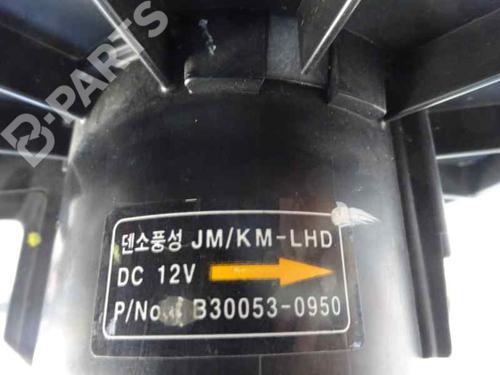 B-PARTS
덴소풍성 JM/KM-LHD
DC 12V
P/No. B30053-0950